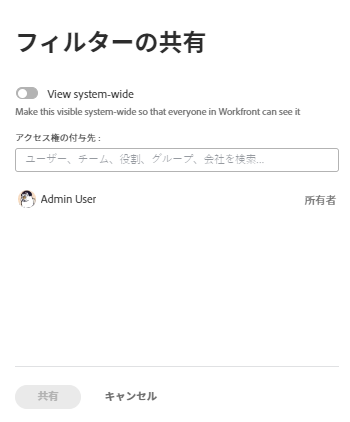 フィルターの共有
View system-wide
Make this visible system-wide so that everyone in Workfront can see it
アクセス権の付与先 :
ユーザー、チーム、役割、グループ、会社を検索...
Admin User
所有者
共有
キャンセル